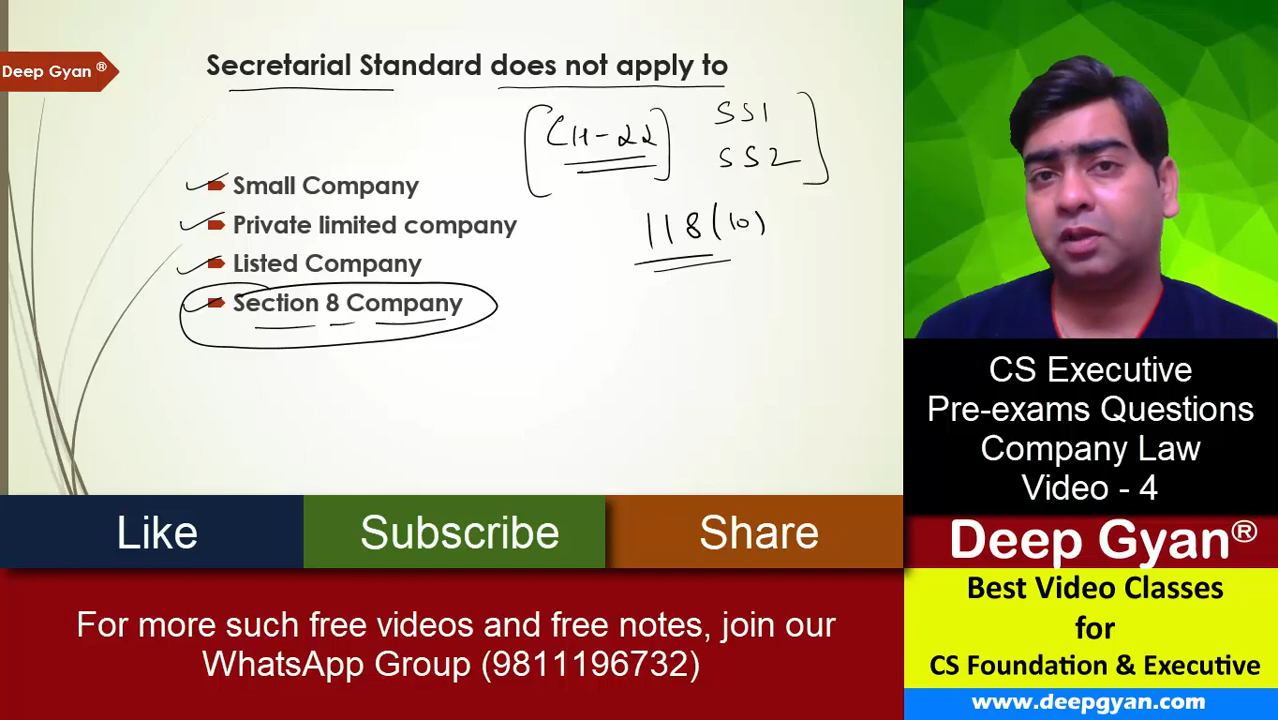 Deep Gyan ®
Secretarial Standard does not apply to
CH-22
SS1
SS2
Small Company
Private limited company
118(10)
Listed Company
Section 8 Company
CS Executive
Pre-exams Questions
Company Law
Video - 4
Like
Subscribe
Share
Deep Gyan®
Best Video Classes
for
CS Foundation & Executive
www.deepgyan.com
For more such free videos and free notes, join our
WhatsApp Group (9811196732)